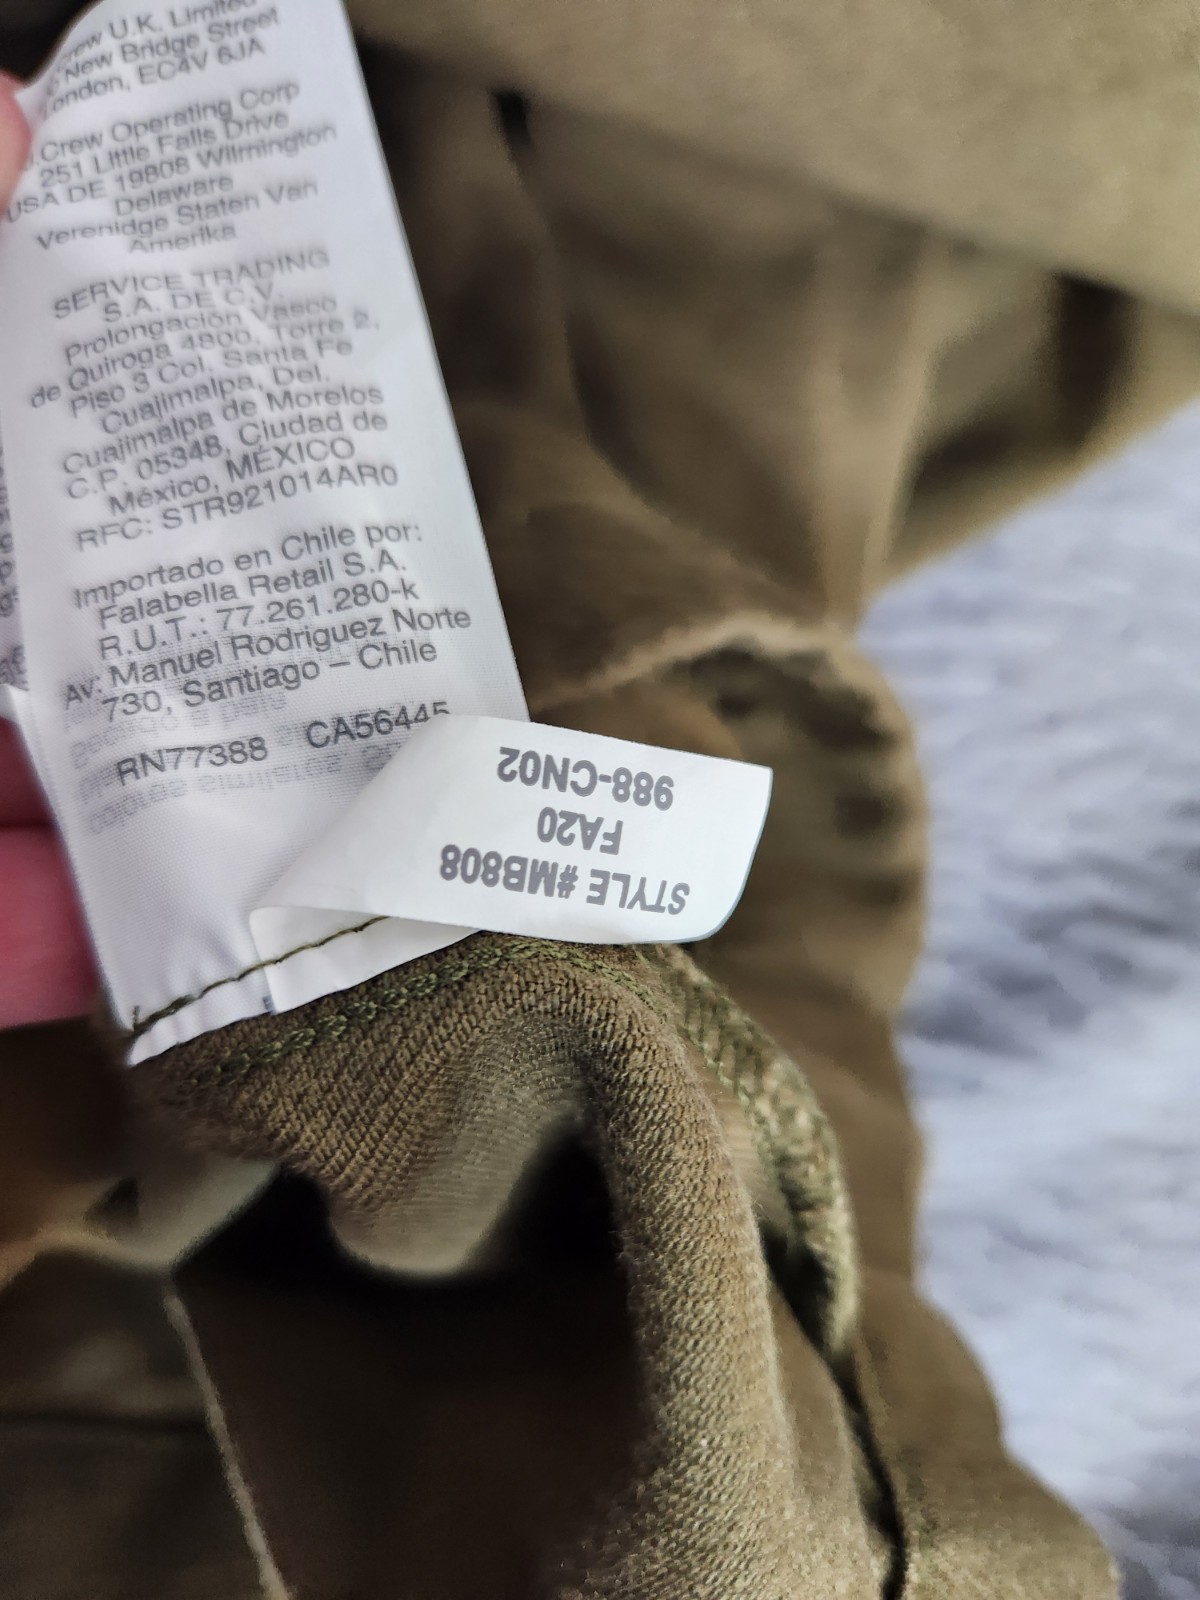 Crew U.K. Limited
New Bridge Street
London, EC4V 6JA
J.Crew Operating Corp
251 Little Falls Drive
USA DE 19808 Wilmington
Delaware
Verenidge Staten Van
Amerika
SERVICE TRADING
S.A. DE C.V.
Prolongación Vasco
de Quiroga 4800, Torre 2,
Piso 3 Col. Santa Fe
Cuajimalpa, Del.
Cuajimalpa de Morelos
C.P. 05348, Ciudad de
México, MÉXICO
RFC: STR921014AR0
Importado en Chile por:
Falabella Retail S.A.
R.U.T.: 77.261.280-k
AV: Manuel Rodriguez Norte
730, Santiago – Chile
RN77388 CA56445
STYLE #MB808
FA20
988-CN02